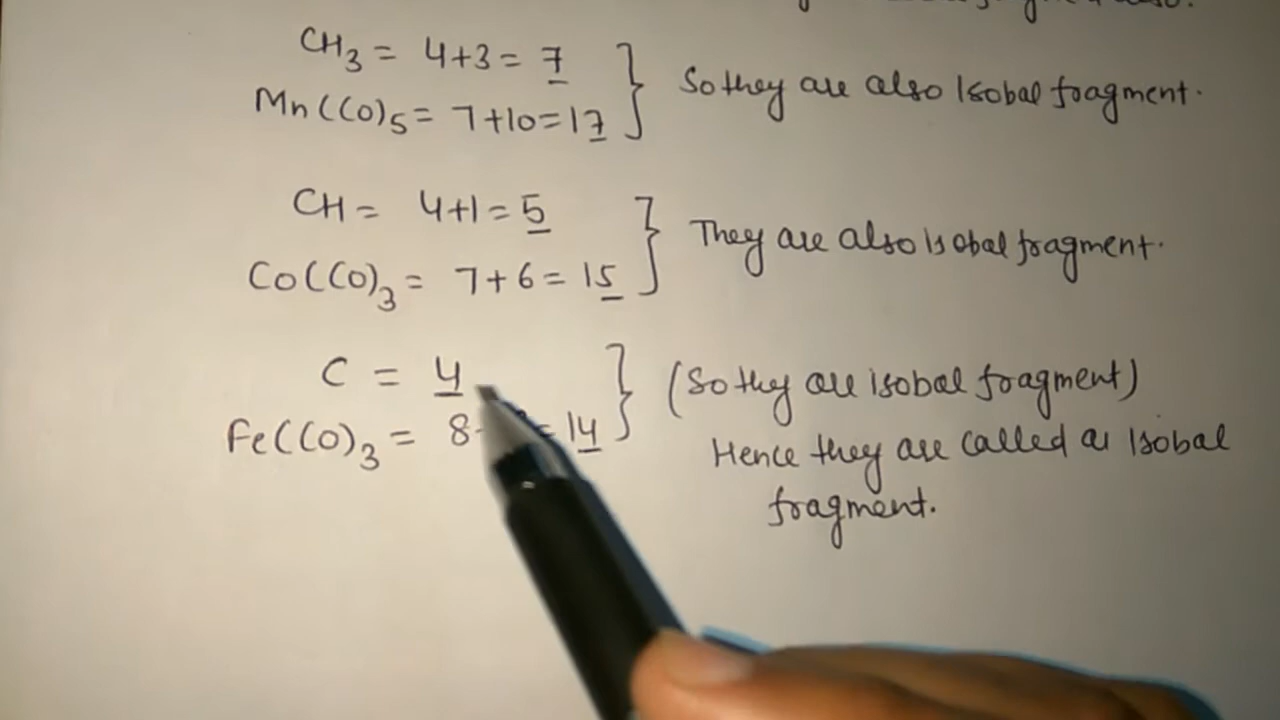 CH3 = 4+3 = 7
So they are also Isobal fragment.
Mn(CO)5 = 7+10=17
CH = 4+1 = 5
They are also isobal fragment.
Co(CO)3 = 7+6 = 15
C = 4
(So thy are isobal fragment)
Fe(CO)3 = 8 = 14
Hence they are called as Isobal
fragment.